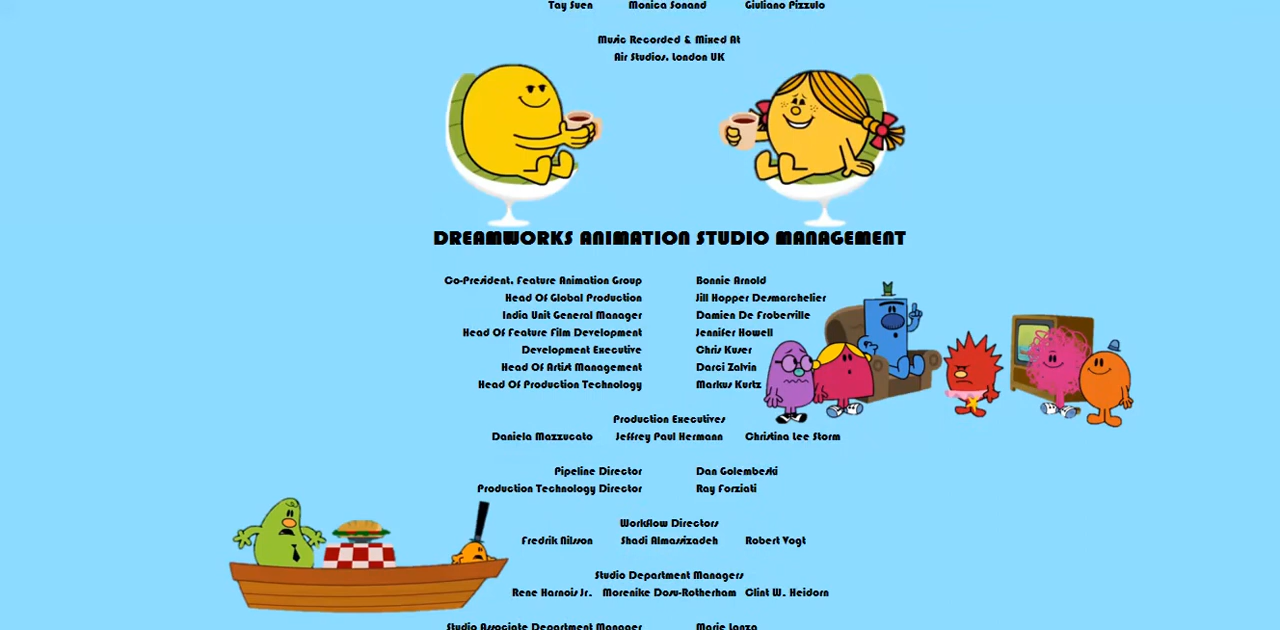 Tay Suen Monica Sonand Giuliano Pizzulo
Music Recorded & Mixed At
Air Studios, London UK
DREAMWORKS ANIMATION STUDIO MANAGEMENT
Co-President, Feature Animation Group Bonnie Arnold
Head Of Global Production Jill Hopper Desmarchelier
India Unit General Manager Damien De Froberville
Head Of Feature Film Development Jennifer Howell
Development Executive Chris Kuser
Head Of Artist Management Darci Zalvin
Head Of Production Technology Markus Kurtz
Production Executives
Daniela Mazzucato Jeffrey Paul Hermann Christina Lee Storm
Pipeline Director Dan Golembeski
Production Technology Director Ray Forziati
Workflow Directors
Fredrik Nilsson Shadi Almassizadeh Robert Vogt
Studio Department Managers
Rene Harnois Jr. Morenike Dosu-Rotherham Clint W. Heidorn
Studio Associate Department Manager Marie Lanza